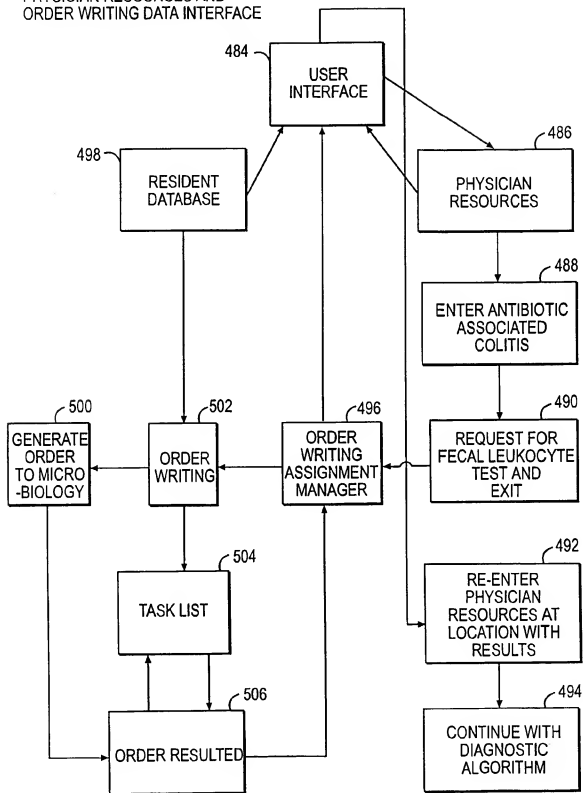 ORDER WRITING DATA INTERFACE
484
USER
INTERFACE
498
RESIDENT
DATABASE
486
PHYSICIAN
RESOURCES
488
ENTER ANTIBIOTIC
ASSOCIATED
COLITIS
500
GENERATE
ORDER
TO MICRO
-BIOLOGY
502
ORDER
WRITING
496
ORDER
WRITING
ASSIGNMENT
MANAGER
490
REQUEST FOR
FECAL LEUKOCYTE
TEST AND
EXIT
492
RE-ENTER
PHYSICIAN
RESOURCES AT
LOCATION WITH
RESULTS
504
TASK LIST
494
CONTINUE WITH
DIAGNOSTIC
ALGORITHM
506
ORDER RESULTED